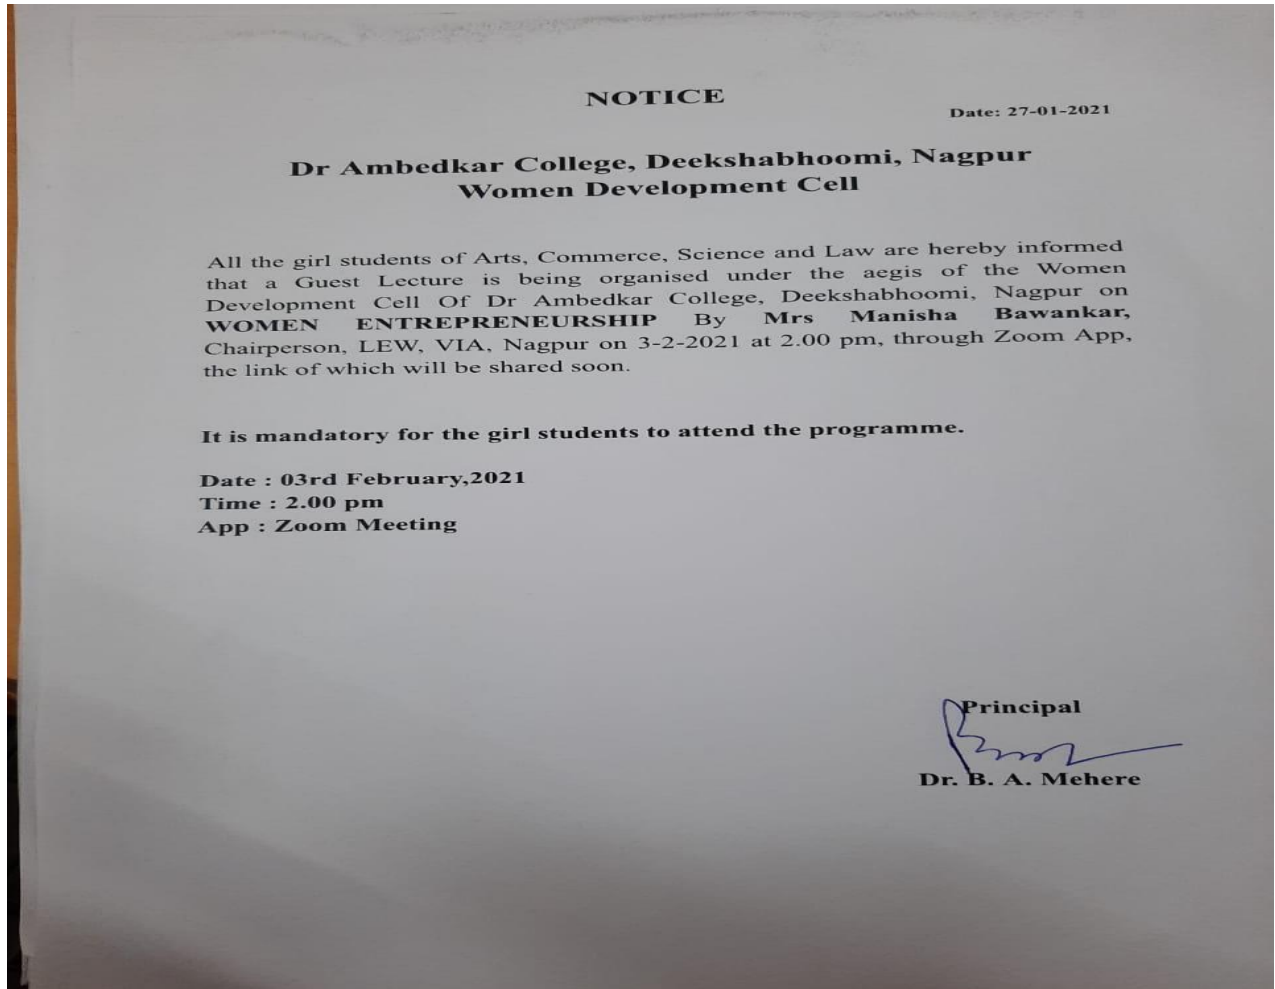 NOTICE
Date: 27-01-2021
Dr Ambedkar College, Deekshabhoomi, Nagpur
Women Development Cell
All the girl students of Arts, Commerce, Science and Law are hereby informed
that a Guest Lecture is being organised under the aegis of the Women
Development Cell Of Dr Ambedkar College, Deekshabhoomi, Nagpur on
WOMEN ENTREPRENEURSHIP By Mrs Manisha Bawankar,
Chairperson, LEW, VIA, Nagpur on 3-2-2021 at 2.00 pm, through Zoom App,
the link of which will be shared soon.
It is mandatory for the girl students to attend the programme.
Date : 03rd February,2021
Time : 2.00 pm
App : Zoom Meeting
Principal
Dr. B. A. Mehere